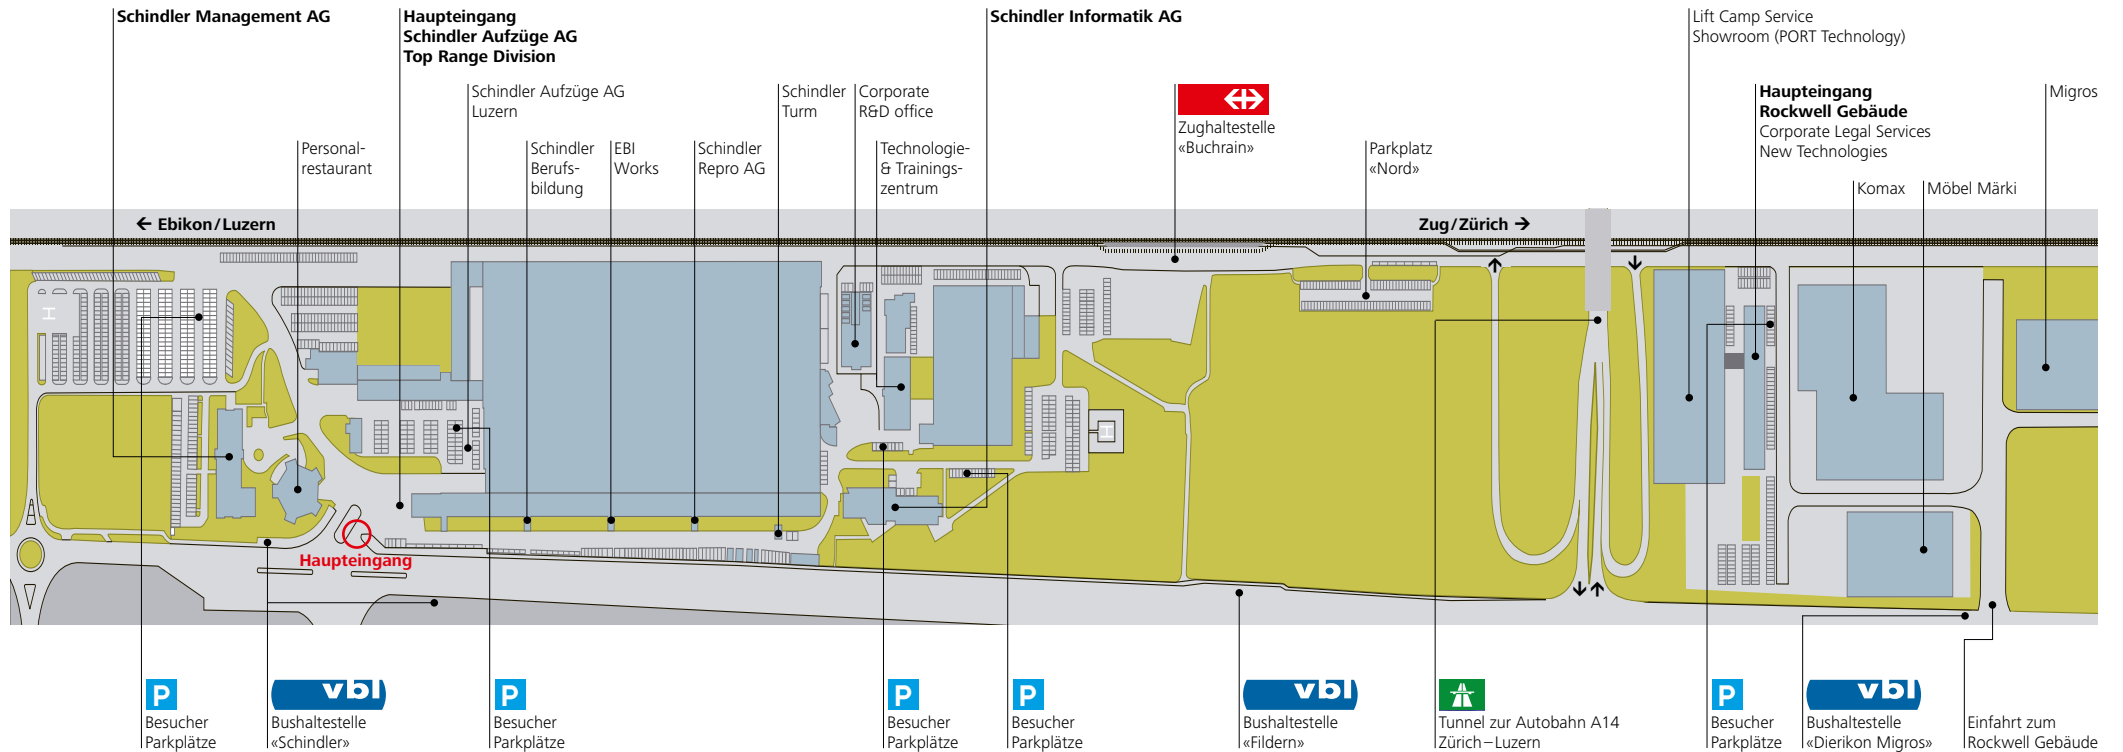 Schindler Management AG
Haupteingang
Schindler Aufzüge AG
Top Range Division
Schindler Informatik AG
Lift Camp Service
Showroom (PORT Technology)
Schindler Aufzüge AG
Luzern
Schindler
Turm
Corporate
R&D office
Zughaltestelle
«Buchrain»
Haupteingang
Rockwell Gebäude
Corporate Legal Services
New Technologies
Migros
Personal-
restaurant
Schindler
Berufs-
bildung
EBI
Works
Schindler
Repro AG
Technologie-
& Trainings-
zentrum
Parkplatz
«Nord»
Komax
Möbel Märki
← Ebikon/Luzern
Zug/Zürich →
H
H
Haupteingang
P
Besucher
Parkplätze
vbl
Bushaltestelle
«Schindler»
P
Besucher
Parkplätze
P
Besucher
Parkplätze
P
Besucher
Parkplätze
vbl
Bushaltestelle
«Fildern»
Tunnel zur Autobahn A14
Zürich–Luzern
P
Besucher
Parkplätze
vbl
Bushaltestelle
«Dierikon Migros»
Einfahrt zum
Rockwell Gebäude